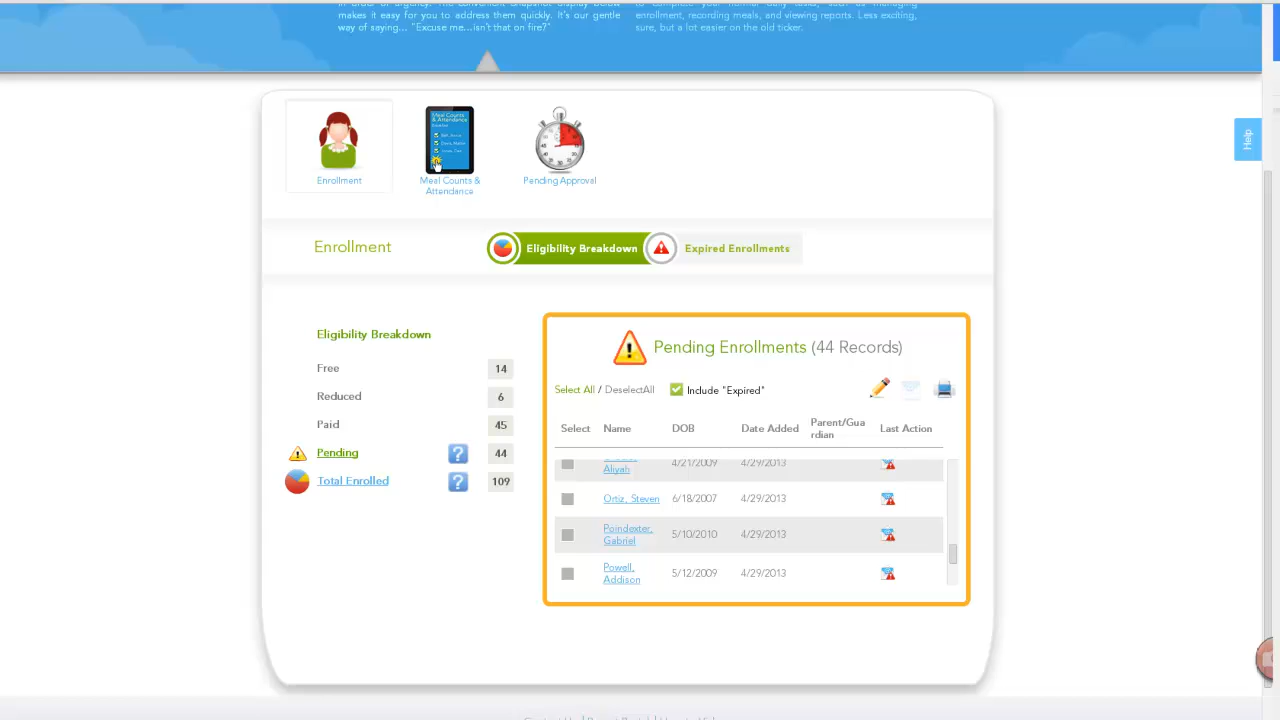 makes it easy for you to address them quickly. It's our gentle
way of saying... "Excuse me...isn't that on fire?"
enrollment, recording meals, and viewing reports. Less exciting,
sure, but a lot easier on the old ticker.
Help
Meal Counts
& Attendance
Enrollment
Meal Counts &
Attendance
Pending Approval
Enrollment
Eligibility Breakdown
Expired Enrollments
Eligibility Breakdown
Free 14
Reduced 6
Paid 45
Pending ? 44
Total Enrolled ? 109
Pending Enrollments (44 Records)
Select All / DeselectAll Include "Expired"
Select Name DOB Date Added Parent/Gua
rdian Last Action
Aliyah 4/21/2009 4/29/2013
Ortiz, Steven 6/18/2007 4/29/2013
Poindexter,
Gabriel 5/10/2010 4/29/2013
Powell,
Addison 5/12/2009 4/29/2013